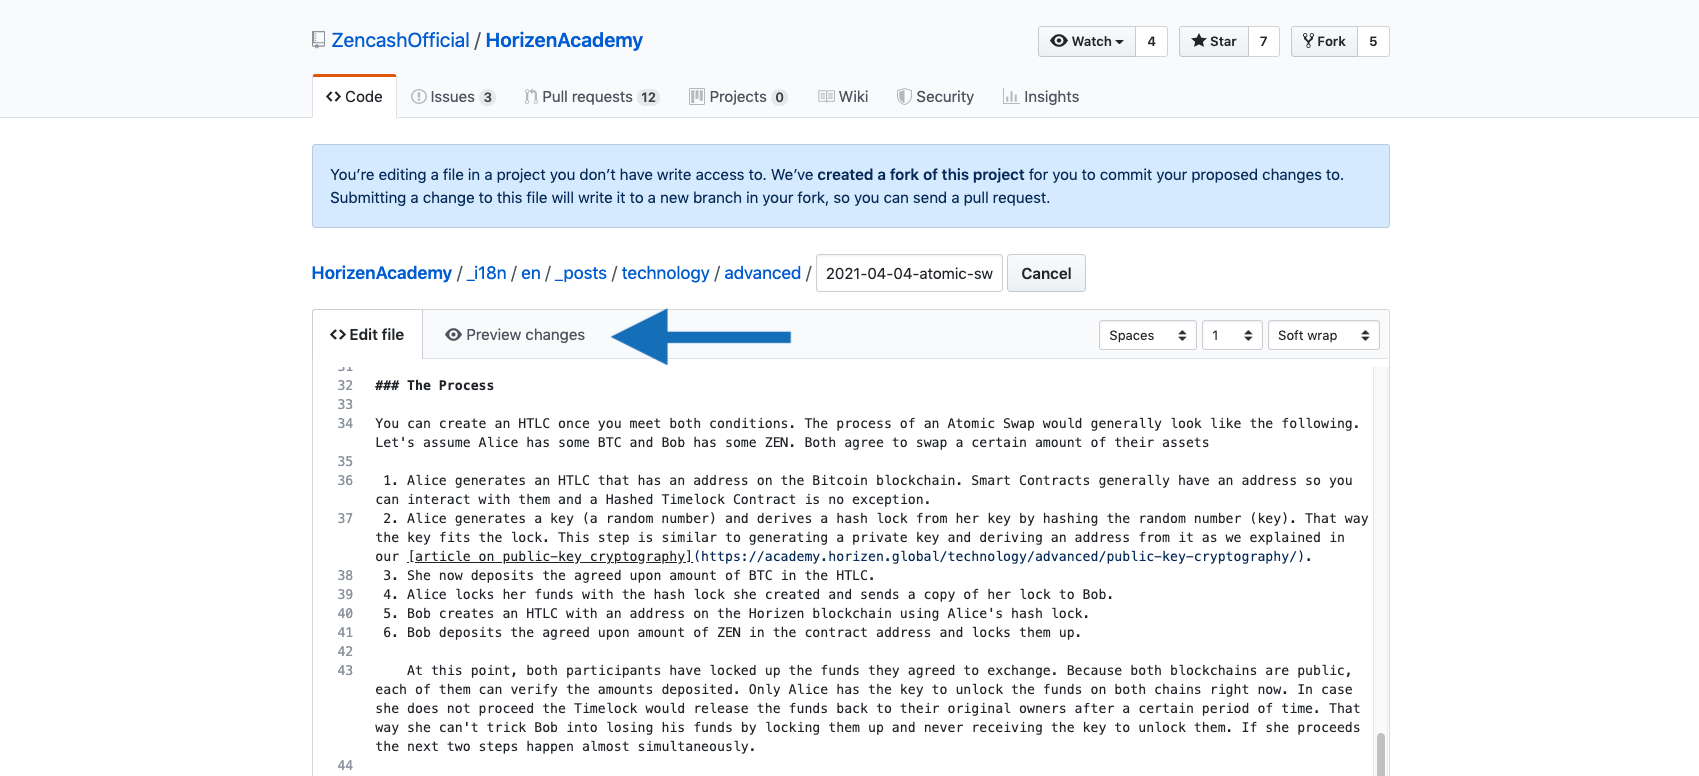 ZencashOfficial / HorizenAcademy
Watch 4 Star 7 Fork 5
Code Issues 3 Pull requests 12 Projects 0 Wiki Security Insights
You’re editing a file in a project you don’t have write access to. We’ve created a fork of this project for you to commit your proposed changes to.
Submitting a change to this file will write it to a new branch in your fork, so you can send a pull request.
HorizenAcademy / _i18n / en / _posts / technology / advanced / 2021-04-04-atomic-sw Cancel
<> Edit file Preview changes Spaces 1 Soft wrap
31
32 ### The Process
33
34 You can create an HTLC once you meet both conditions. The process of an Atomic Swap would generally look like the following.
Let's assume Alice has some BTC and Bob has some ZEN. Both agree to swap a certain amount of their assets
35
36 1. Alice generates an HTLC that has an address on the Bitcoin blockchain. Smart Contracts generally have an address so you
can interact with them and a Hashed Timelock Contract is no exception.
37 2. Alice generates a key (a random number) and derives a hash lock from her key by hashing the random number (key). That way
the key fits the lock. This step is similar to generating a private key and deriving an address from it as we explained in
our [article on public-key cryptography](https://academy.horizen.global/technology/advanced/public-key-cryptography/).
38 3. She now deposits the agreed upon amount of BTC in the HTLC.
39 4. Alice locks her funds with the hash lock she created and sends a copy of her lock to Bob.
40 5. Bob creates an HTLC with an address on the Horizen blockchain using Alice's hash lock.
41 6. Bob deposits the agreed upon amount of ZEN in the contract address and locks them up.
42
43 At this point, both participants have locked up the funds they agreed to exchange. Because both blockchains are public,
each of them can verify the amounts deposited. Only Alice has the key to unlock the funds on both chains right now. In case
she does not proceed the Timelock would release the funds back to their original owners after a certain period of time. That
way she can't trick Bob into losing his funds by locking them up and never receiving the key to unlock them. If she proceeds
the next two steps happen almost simultaneously.
44